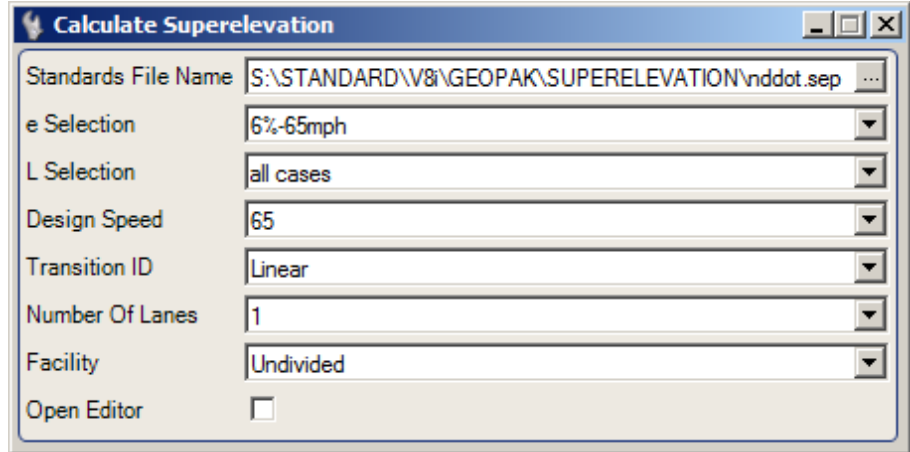 Calculate Superelevation
Standards File Name S:\STANDARD\V8i\GEOPAK\SUPERELEVATION\nddot.sep ...
e Selection 6%-65mph
L Selection all cases
Design Speed 65
Transition ID Linear
Number Of Lanes 1
Facility Undivided
Open Editor